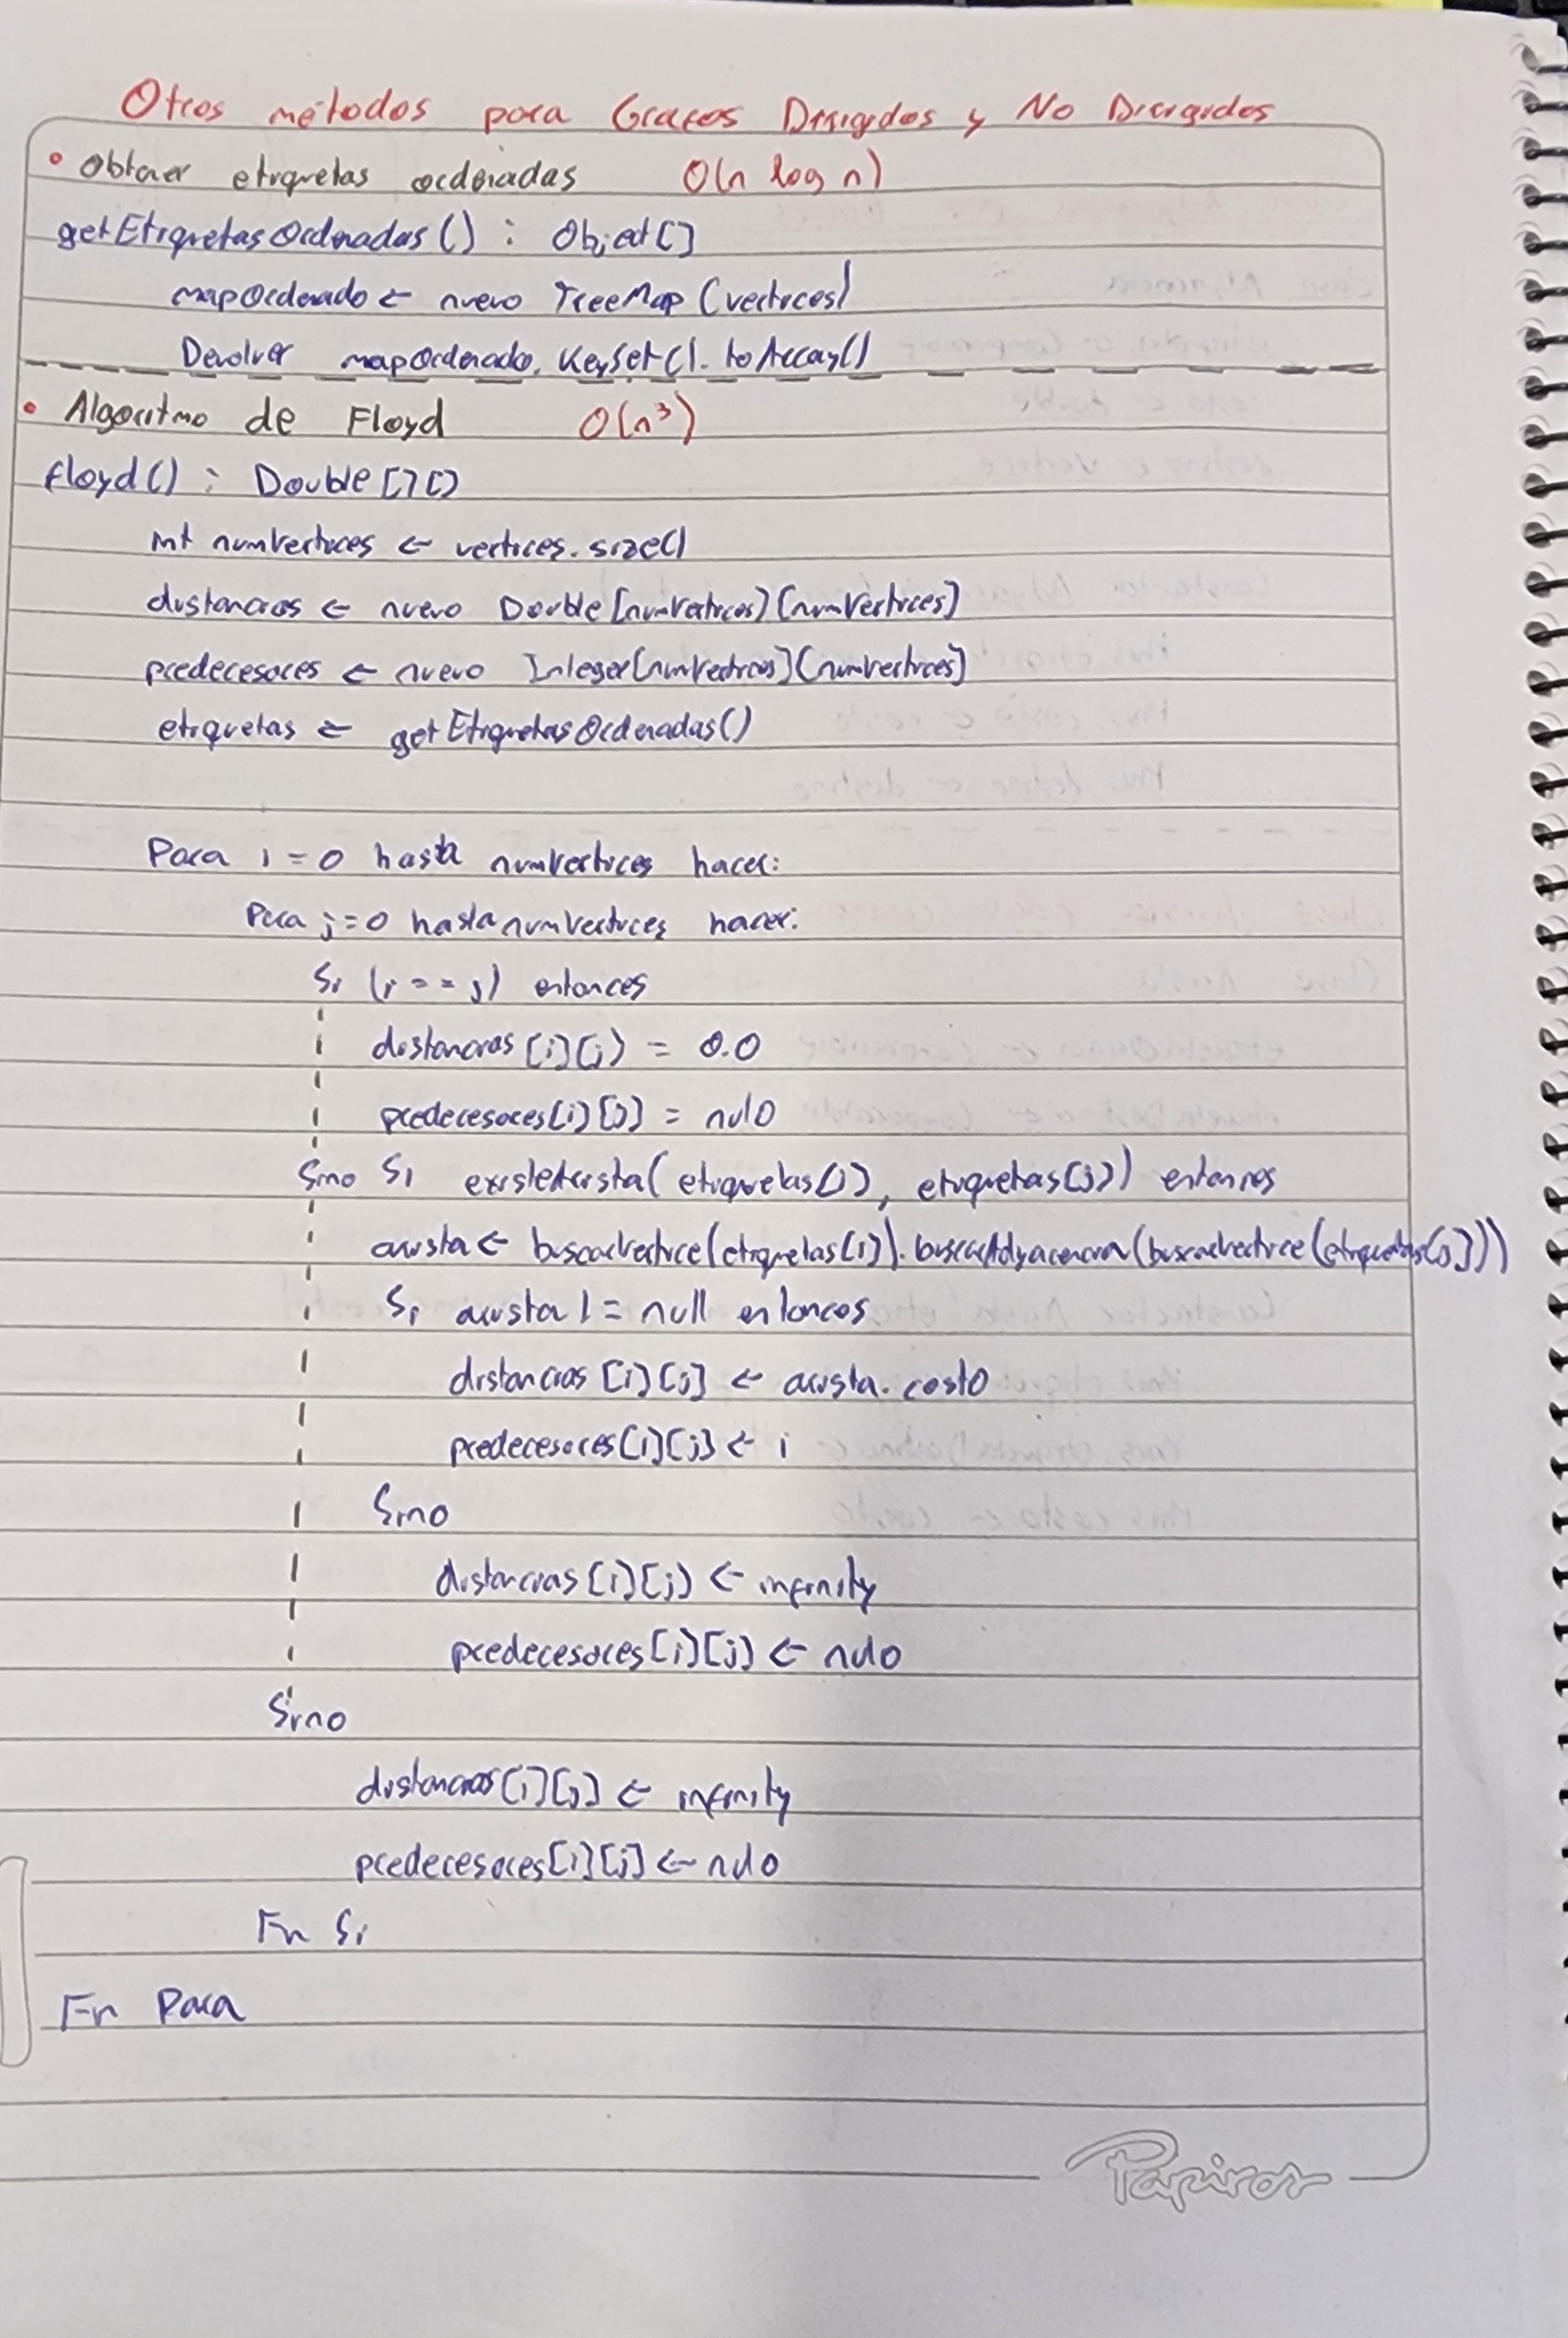 Otros métodos para Grafos Dirigidos y No Dirigidos
• Obtener etiquetas ordenadas O(n log n)
getEtiquetasOrdenadas() : Object[]
mapOrdenado ← nuevo TreeMap(vertices)
Devolver mapOrdenado.KeySet().toArray()
• Algoritmo de Floyd O(n³)
floyd() : Double[][]
int numVertices ← vertices.size()
distancias ← nuevo Double[numVertices][numVertices]
predecesores ← nuevo Integer[numVertices][numVertices]
etiquetas ← getEtiquetasOrdenadas()
Para i=0 hasta numVertices hacer:
Para j=0 hasta numVertices hacer:
Si (i==j) entonces
distancias[i][j] = 0.0
predecesores[i][j] = nulo
Sino Si existeArista(etiquetas[i], etiquetas[j]) entonces
arista ← buscarVertice(etiquetas[i]).buscarAdyacencia(buscarVertice(etiquetas[j]))
Si arista != null entonces
distancias[i][j] ← arista.costo
predecesores[i][j] ← i
Sino
distancias[i][j] ← infinity
predecesores[i][j] ← nulo
Sino
distancias[i][j] ← infinity
predecesores[i][j] ← nulo
Fin Si
Fin Para
Papiros